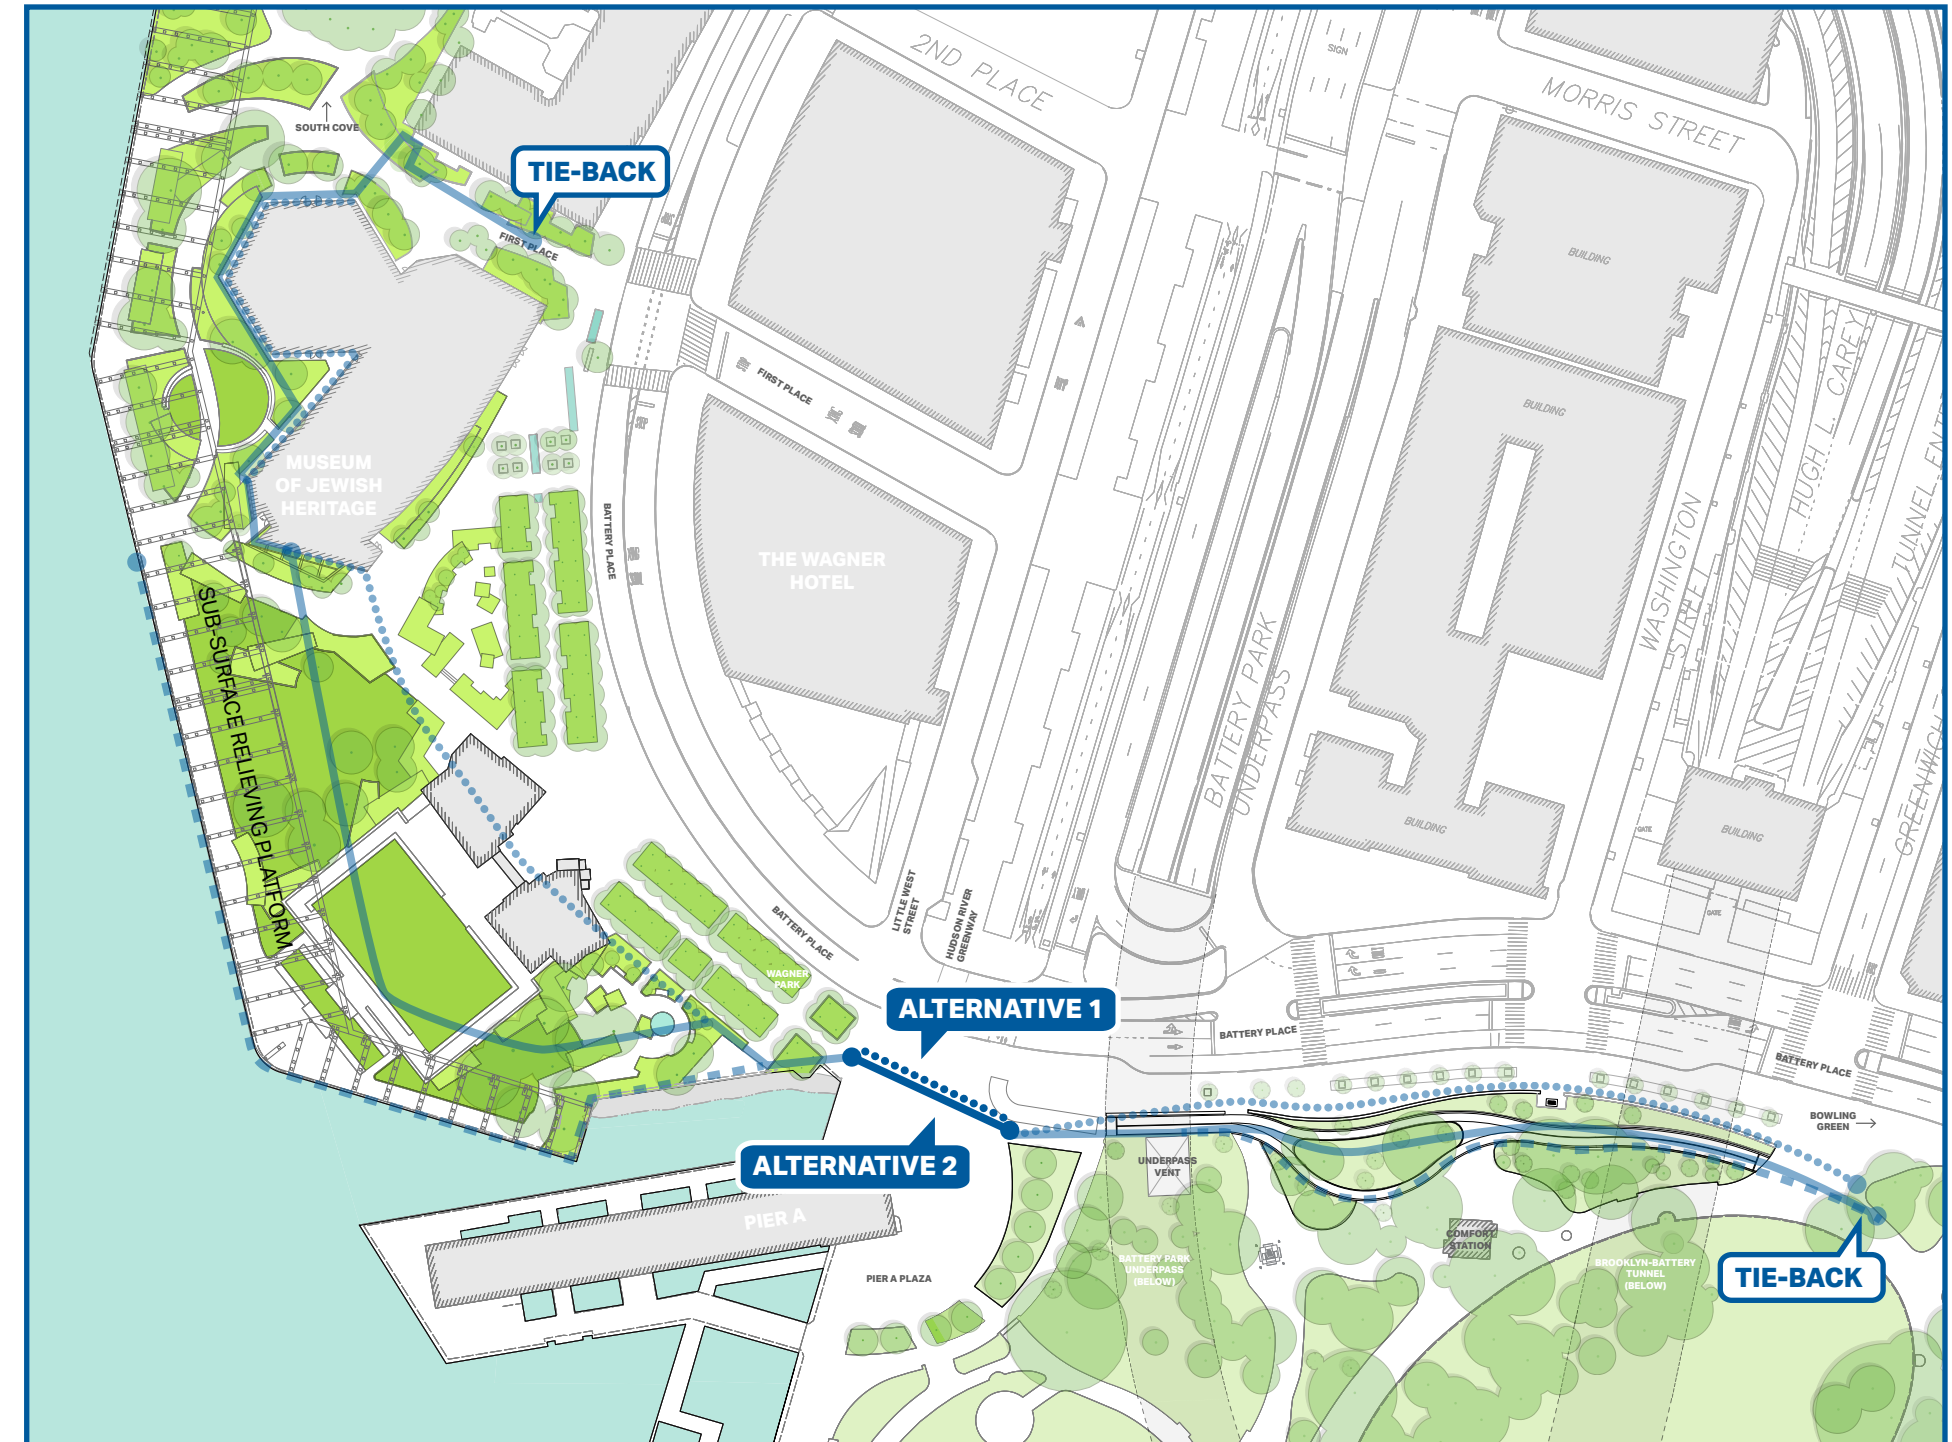 2ND PLACE
SIGN
MORRIS STREET
SOUTH COVE
TIE-BACK
FIRST PLACE
BUILDING
HUGH L. CAREY
TUNNEL ENT
FIRST PLACE
BUILDING
MUSEUM
OF JEWISH
HERITAGE
BATTERY PLACE
THE WAGNER
HOTEL
WASHINGTON
STREET
SUB-SURFACE RELIEVING PLATFORM
BATTERY PARK
UNDERPASS
GREENWICH
BUILDING
GATE
BUILDING
GATE
LITTLE WEST
STREET
HUDSON RIVER
GREENWAY
BATTERY PLACE
WAGNER
PARK
ALTERNATIVE 1
BATTERY PLACE
BATTERY PLACE
BOWLING
GREEN
ALTERNATIVE 2
UNDERPASS
VENT
PIER A
COMFORT
STATION
PIER A PLAZA
BATTERY PARK
UNDERPASS
(BELOW)
BROOKLYN-BATTERY
TUNNEL
(BELOW)
TIE-BACK